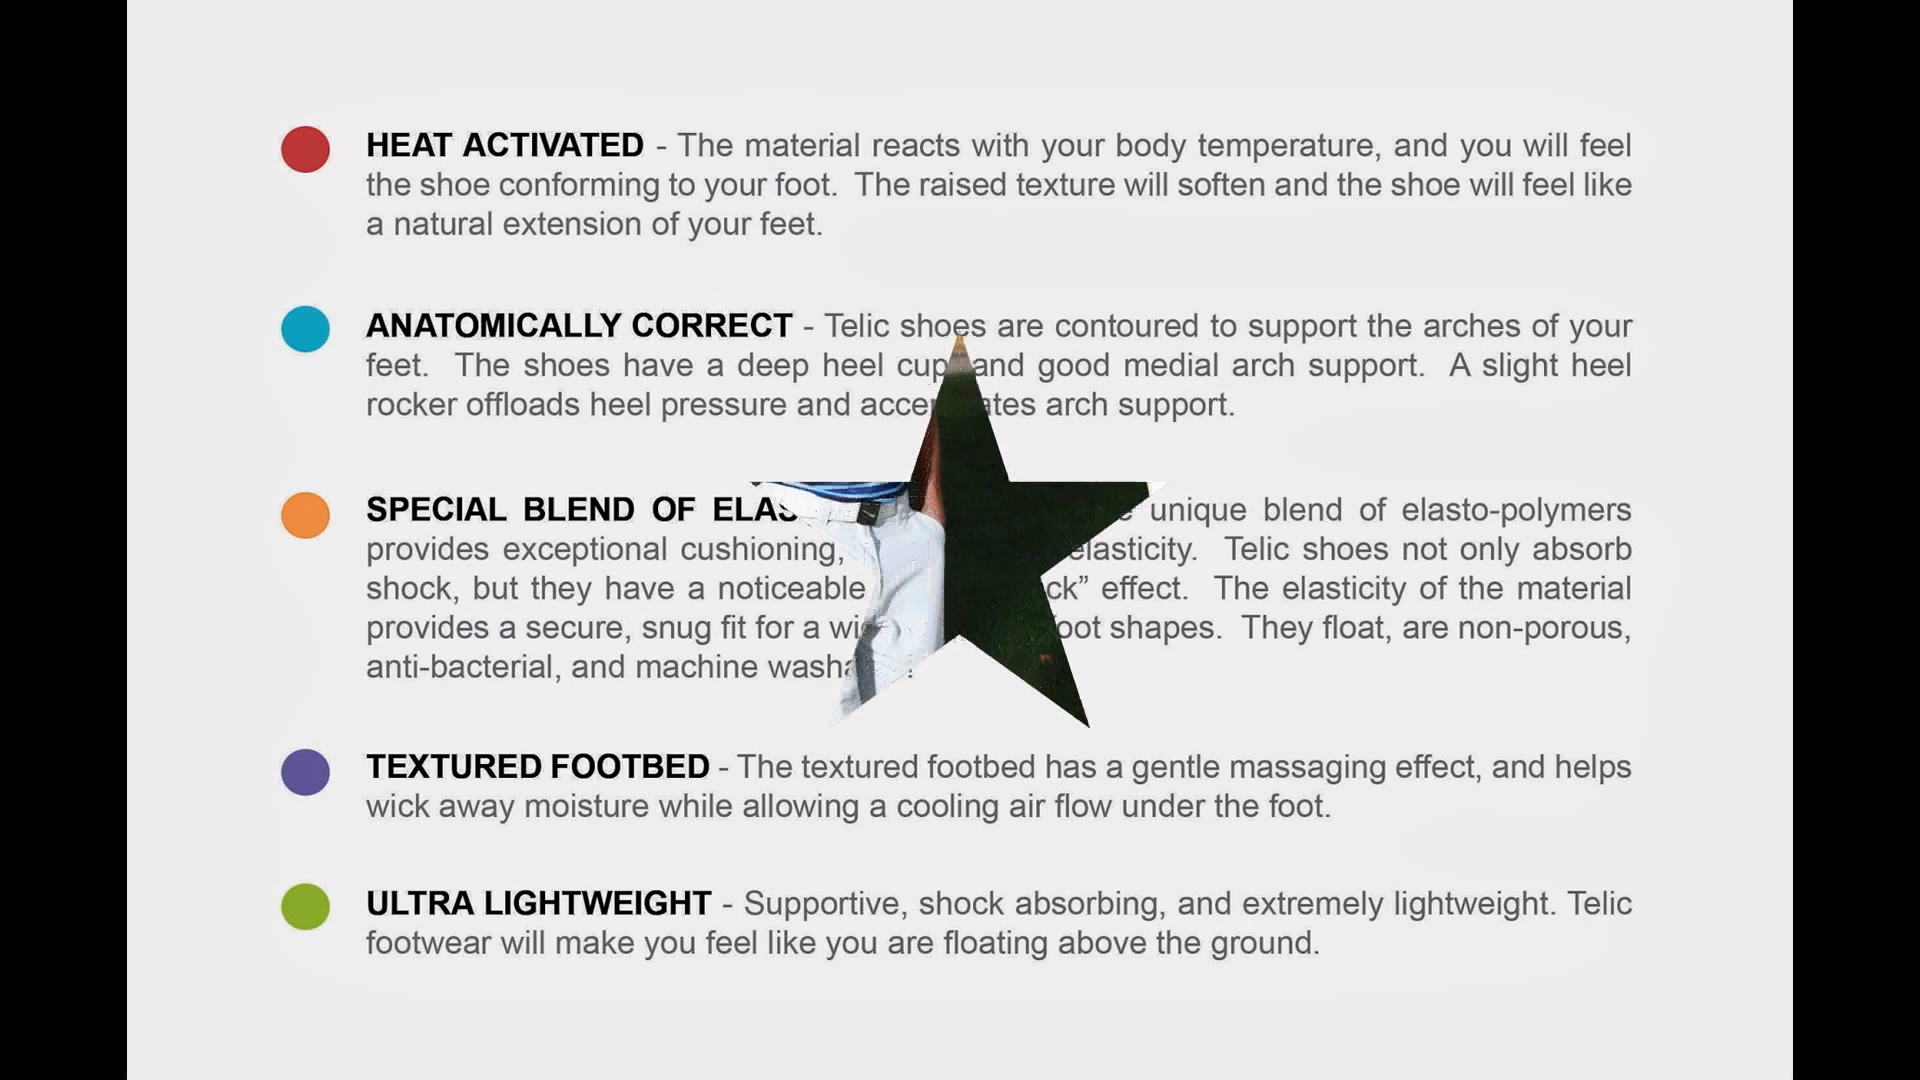 HEAT ACTIVATED - The material reacts with your body temperature, and you will feel
the shoe conforming to your foot. The raised texture will soften and the shoe will feel like
a natural extension of your feet.
ANATOMICALLY CORRECT - Telic shoes are contoured to support the arches of your
feet. The shoes have a deep heel cup and good medial arch support. A slight heel
rocker offloads heel pressure and arch support.
SPECIAL BLEND OF unique blend of elasto-polymers
provides exceptional cushioning, elasticity. Telic shoes not only absorb
shock, but they have a noticeable effect. The elasticity of the material
provides a secure, snug fit for a shapes. They float, are non-porous,
anti-bacterial, and machine
TEXTURED FOOTBED - The textured footbed has a gentle massaging effect, and helps
wick away moisture while allowing a cooling air flow under the foot.
ULTRA LIGHTWEIGHT - Supportive, shock absorbing, and extremely lightweight. Telic
footwear will make you feel like you are floating above the ground.